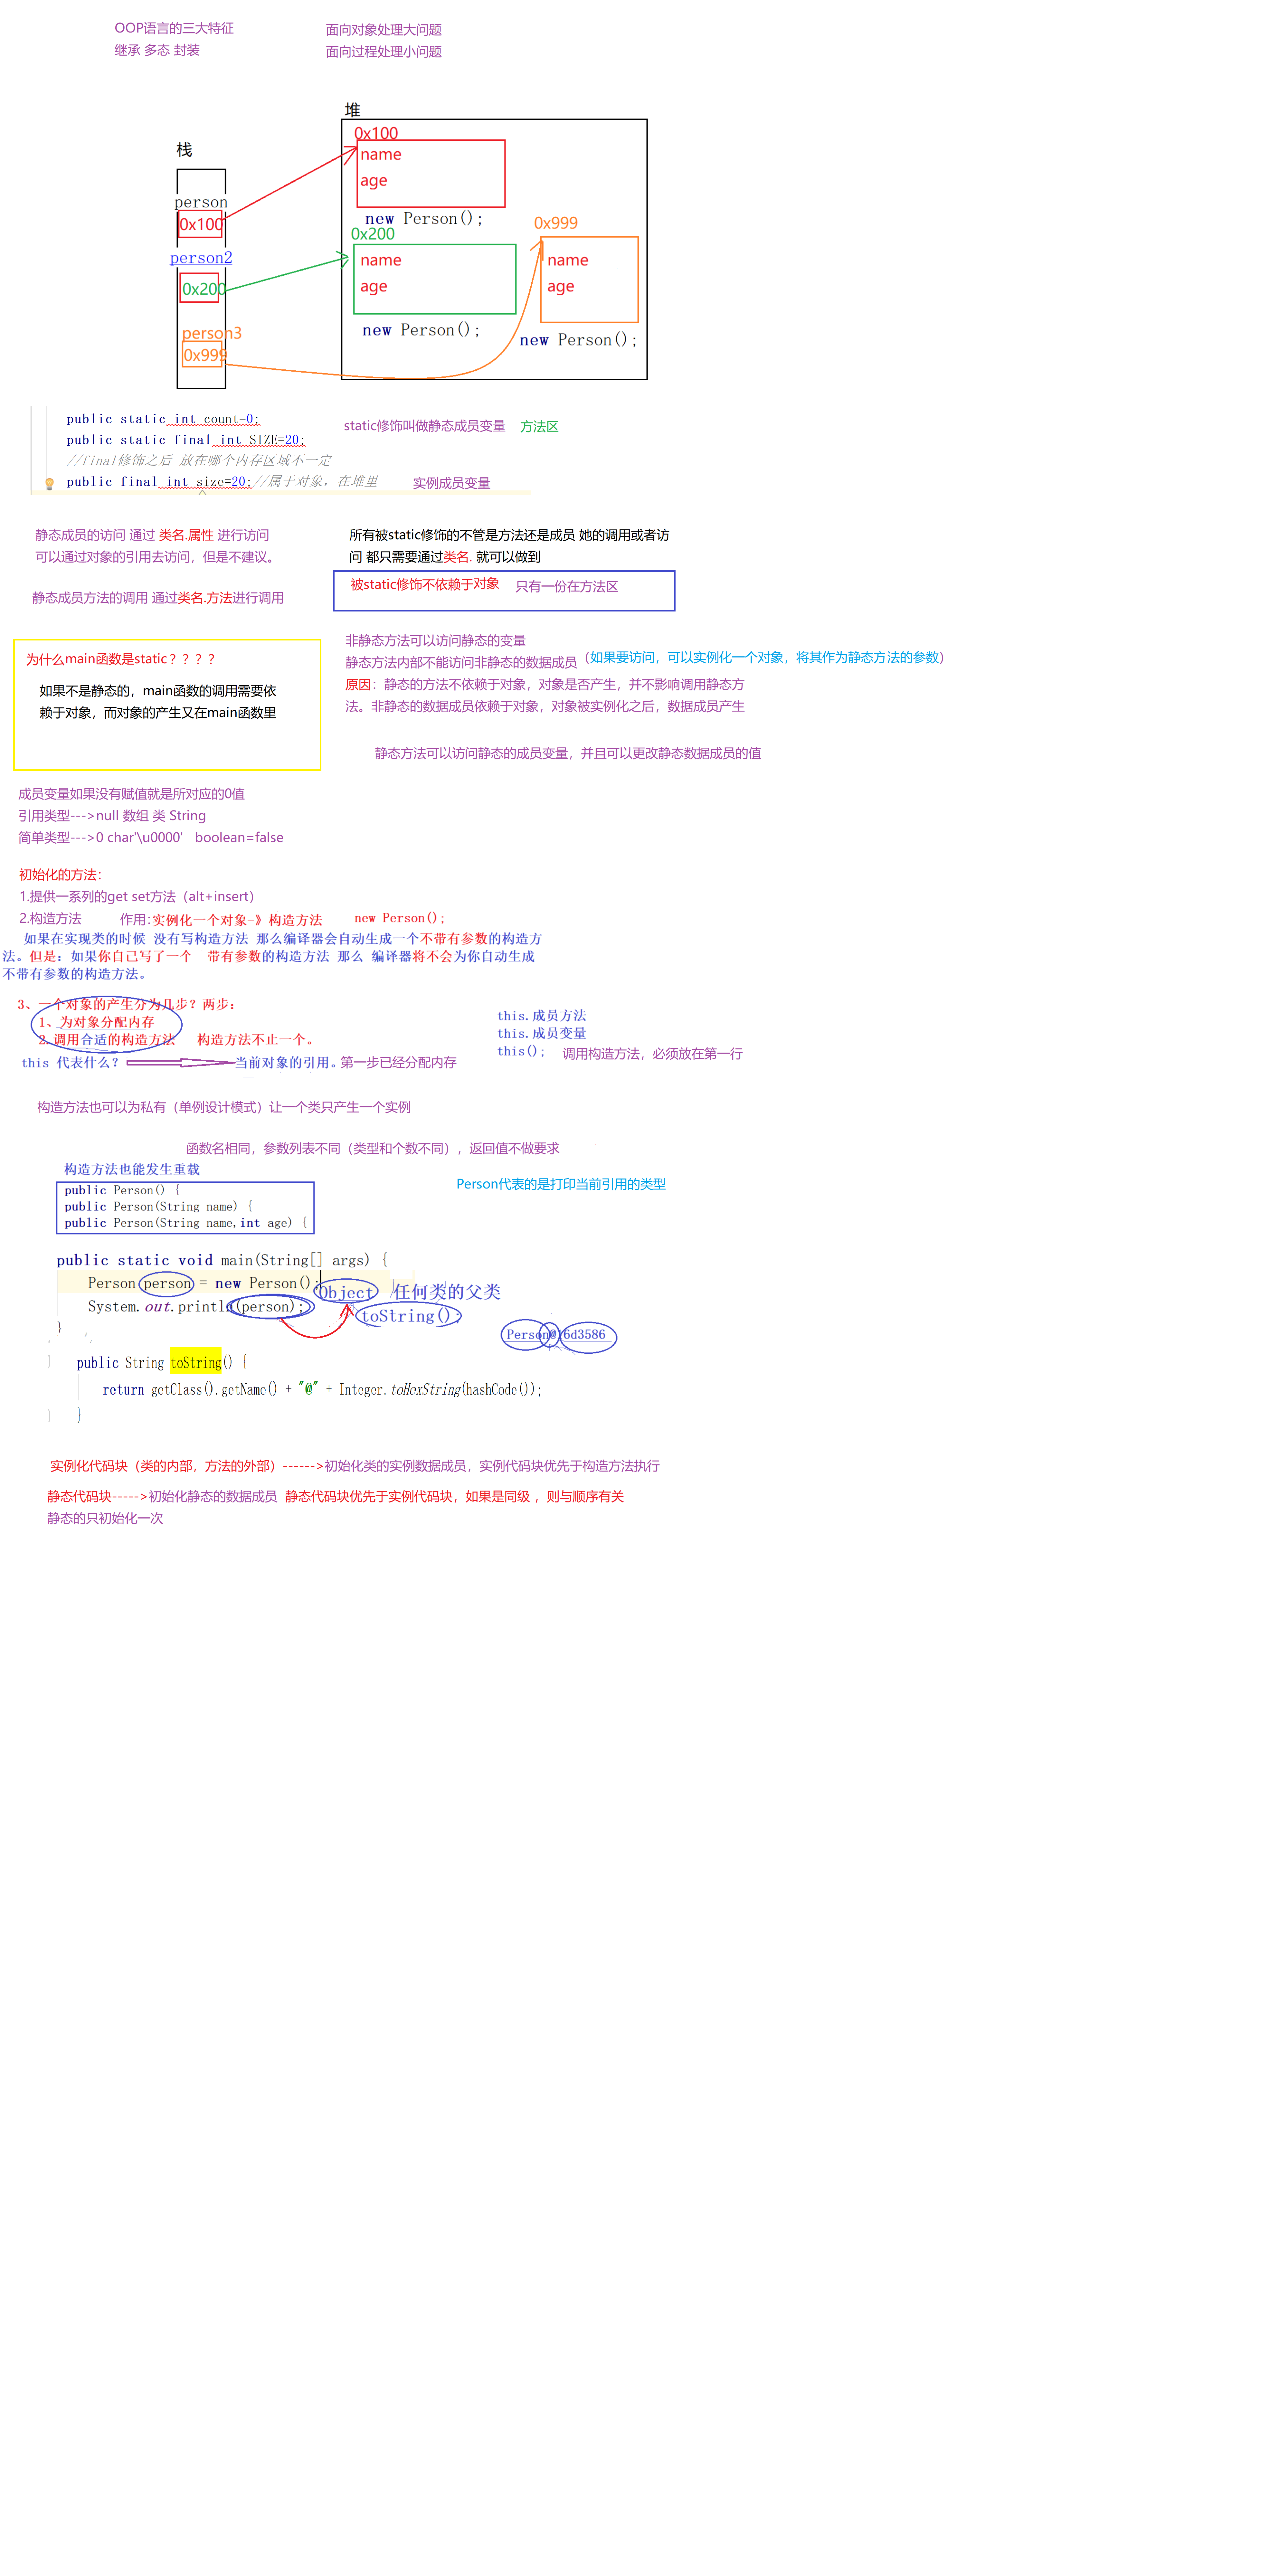 OOP语言的三大特征
继承 多态 封装
面向对象处理大问题
面向过程处理小问题
堆
栈
0x100
name
age
new Person();
person
0x100
0x200
name
age
new Person();
0x999
name
age
new Person();
person2
0x200
person3
0x999
public static int count=0;
public static final int SIZE=20;
//final修饰之后 放在哪个内存区域不一定
public final int size=20;//属于对象，在堆里
static修饰叫做静态成员变量 方法区
实例成员变量
静态成员的访问 通过 类名.属性 进行访问
可以通过对象的引用去访问，但是不建议。
静态成员方法的调用 通过类名.方法进行调用
所有被static修饰的不管是方法还是成员 她的调用或者访
问 都只需要通过类名. 就可以做到
被static修饰不依赖于对象 只有一份在方法区
为什么main函数是static？？？？
如果不是静态的，main函数的调用需要依
赖于对象，而对象的产生又在main函数里
非静态方法可以访问静态的变量
静态方法内部不能访问非静态的数据成员（如果要访问，可以实例化一个对象，将其作为静态方法的参数）
原因：静态的方法不依赖于对象，对象是否产生，并不影响调用静态方
法。非静态的数据成员依赖于对象，对象被实例化之后，数据成员产生
静态方法可以访问静态的成员变量，并且可以更改静态数据成员的值
成员变量如果没有赋值就是所对应的0值
引用类型--->null 数组 类 String
简单类型--->0 char'\u0000' boolean=false
初始化的方法：
1.提供一系列的get set方法（alt+insert）
2.构造方法 作用:实例化一个对象-》构造方法 new Person();
如果在实现类的时候 没有写构造方法 那么编译器会自动生成一个不带有参数的构造方
法。但是：如果你自己写了一个 带有参数的构造方法 那么 编译器将不会为你自动生成
不带有参数的构造方法。
3、一个对象的产生分为几步？两步：
1、为对象分配内存
2.调用合适的构造方法 构造方法不止一个。
this 代表什么？ 当前对象的引用。第一步已经分配内存
this.成员方法
this.成员变量
this(); 调用构造方法，必须放在第一行
构造方法也可以为私有（单例设计模式）让一个类只产生一个实例
函数名相同，参数列表不同（类型和个数不同），返回值不做要求
构造方法也能发生重载
public Person() {
public Person(String name) {
public Person(String name,int age) {
Person代表的是打印当前引用的类型
public static void main(String[] args) {
Person person = new Person();
System.out.println(person);
}
Object 任何类的父类
toString();
Person@16d3586
public String toString() {
return getClass().getName() + "@" + Integer.toHexString(hashCode());
}
实例化代码块（类的内部，方法的外部）------>初始化类的实例数据成员，实例代码块优先于构造方法执行
静态代码块----->初始化静态的数据成员 静态代码块优先于实例代码块，如果是同级 ，则与顺序有关
静态的只初始化一次